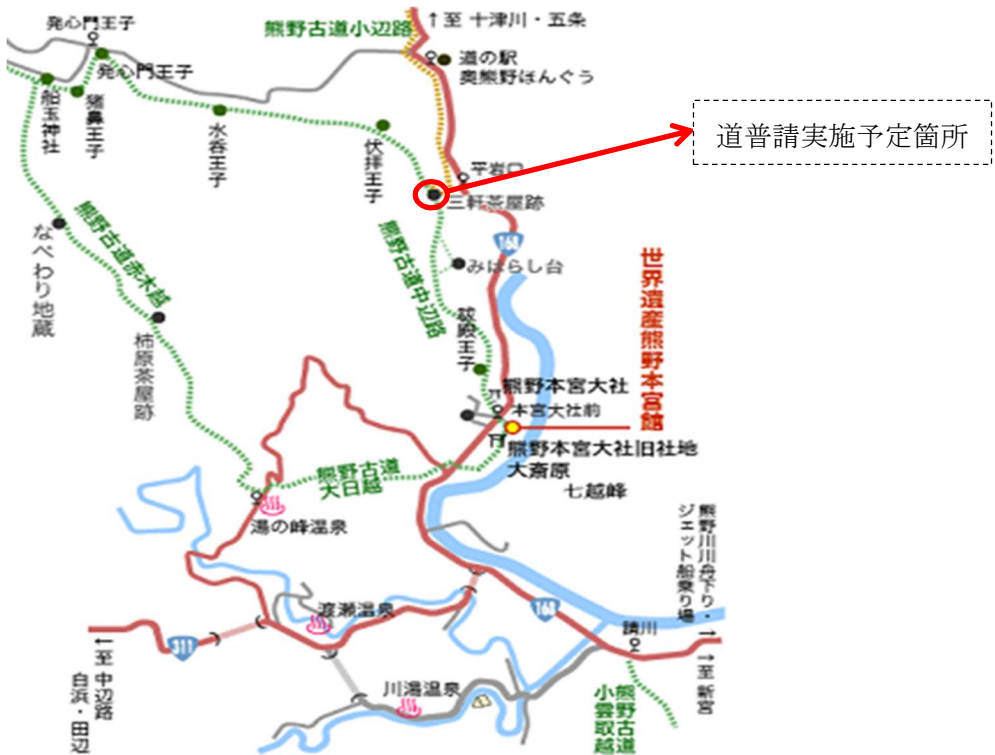 発心門王子
熊野古道小辺路
↑至 十津川・五条
道の駅
奥熊野ほんぐう
発心門王子
船玉神社
猪鼻王子
水呑王子
伏拝王子
平岩口
三軒茶屋跡
道普請実施予定箇所
なべわり地蔵
熊野古道赤木越
熊野古道中辺路
168
みはらし台
世界遺産熊野本宮館
柿原茶屋跡
祓殿王子
熊野本宮大社
本宮大社前
熊野本宮大社旧社地
大斎原
七越峰
熊野古道
大日越
湯の峰温泉
熊野川川舟下り・
ジェット船乗り場
↑
渡瀬温泉
168
請川
311
←至 中辺路
白浜・田辺
川湯温泉
熊野古道
小雲取越
→至 新宮